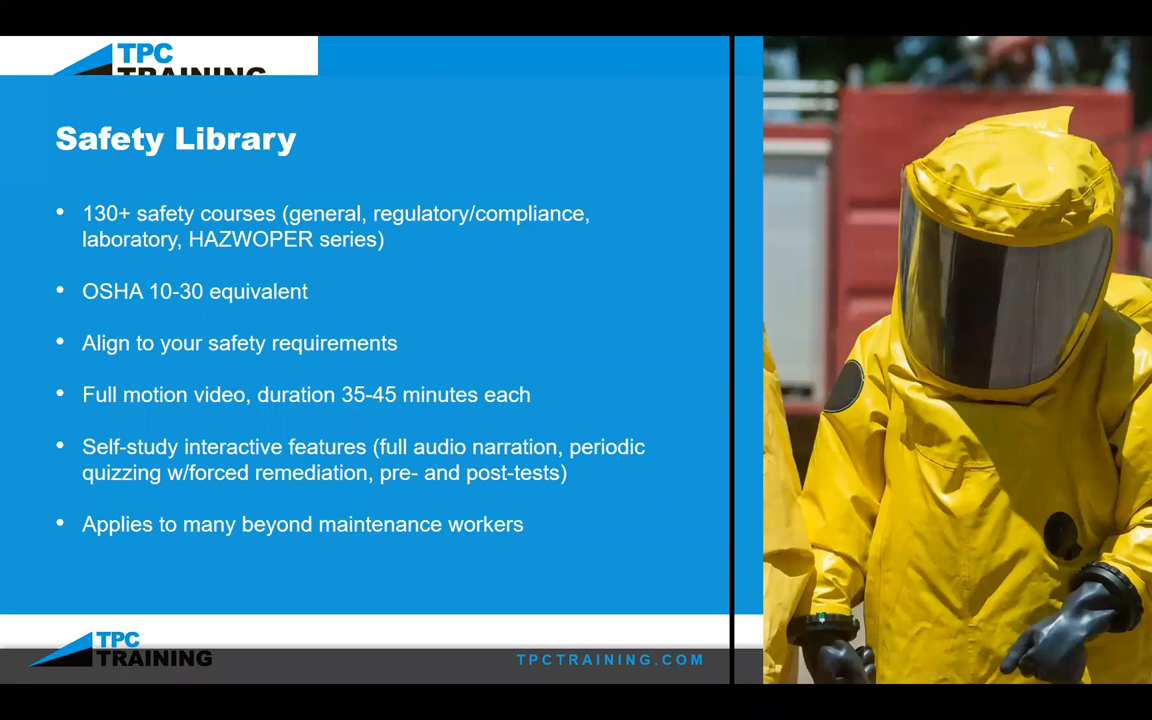 TPC
TRAINING
Safety Library
• 130+ safety courses (general, regulatory/compliance,
laboratory, HAZWOPER series)
• OSHA 10-30 equivalent
• Align to your safety requirements
• Full motion video, duration 35-45 minutes each
• Self-study interactive features (full audio narration, periodic
quizzing w/forced remediation, pre- and post-tests)
• Applies to many beyond maintenance workers
TPC
TRAINING
TPCTRAINING.COM